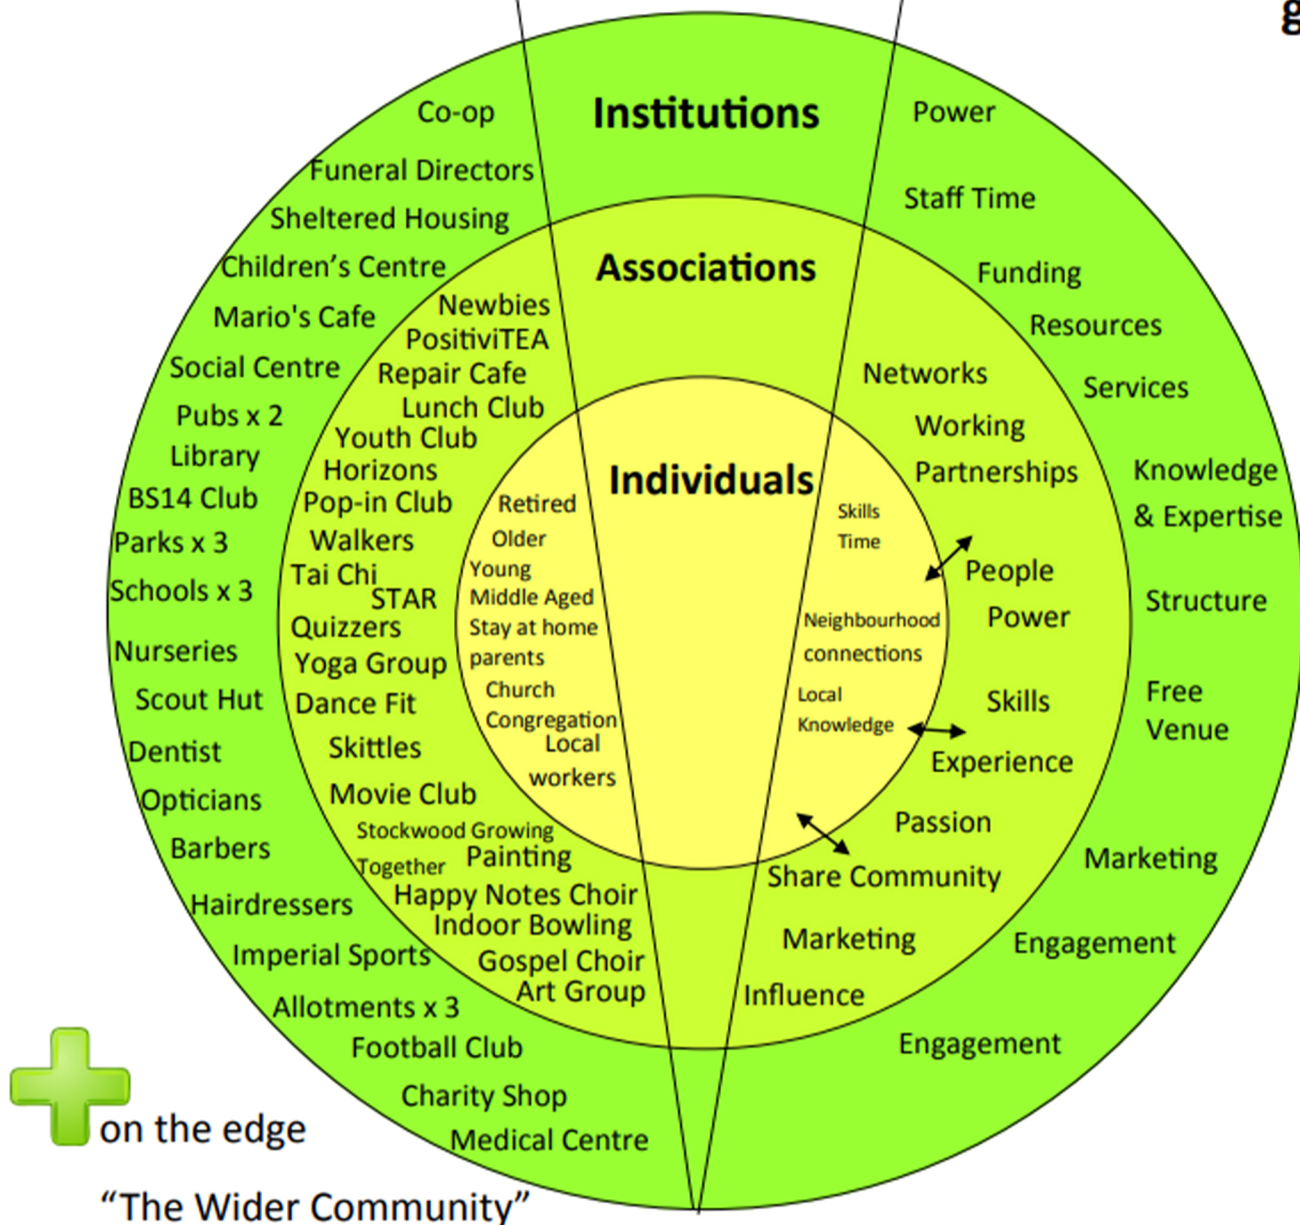 g
Institutions
Associations
Individuals
Co-op
Funeral Directors
Sheltered Housing
Children’s Centre
Mario's Cafe
Social Centre
Pubs x 2
Library
BS14 Club
Parks x 3
Schools x 3
Nurseries
Scout Hut
Dentist
Opticians
Barbers
Hairdressers
Imperial Sports
Allotments x 3
Football Club
Charity Shop
Medical Centre
Newbies
PositiviTEA
Repair Cafe
Lunch Club
Youth Club
Horizons
Pop-in Club
Walkers
Tai Chi
STAR
Quizzers
Yoga Group
Dance Fit
Skittles
Movie Club
Stockwood Growing
Together
Painting
Happy Notes Choir
Indoor Bowling
Gospel Choir
Art Group
Retired
Older
Young
Middle Aged
Stay at home
parents
Church
Congregation
Local
workers
Skills
Time
Neighbourhood
connections
Local
Knowledge
Networks
Working
Partnerships
People
Power
Skills
Experience
Passion
Share Community
Marketing
Influence
Power
Staff Time
Funding
Resources
Services
Knowledge
& Expertise
Structure
Free
Venue
Marketing
Engagement
Engagement
on the edge
“The Wider Community”